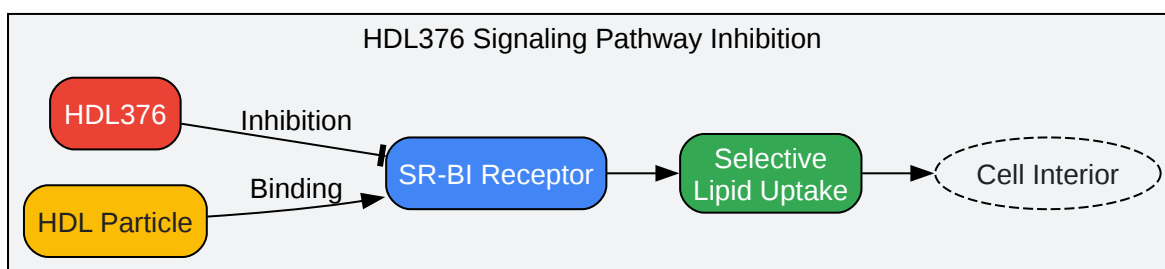 HDL376 Signaling Pathway Inhibition
HDL376
Inhibition
HDL Particle
Binding
SR-BI Receptor
Selective
Lipid Uptake
Cell Interior